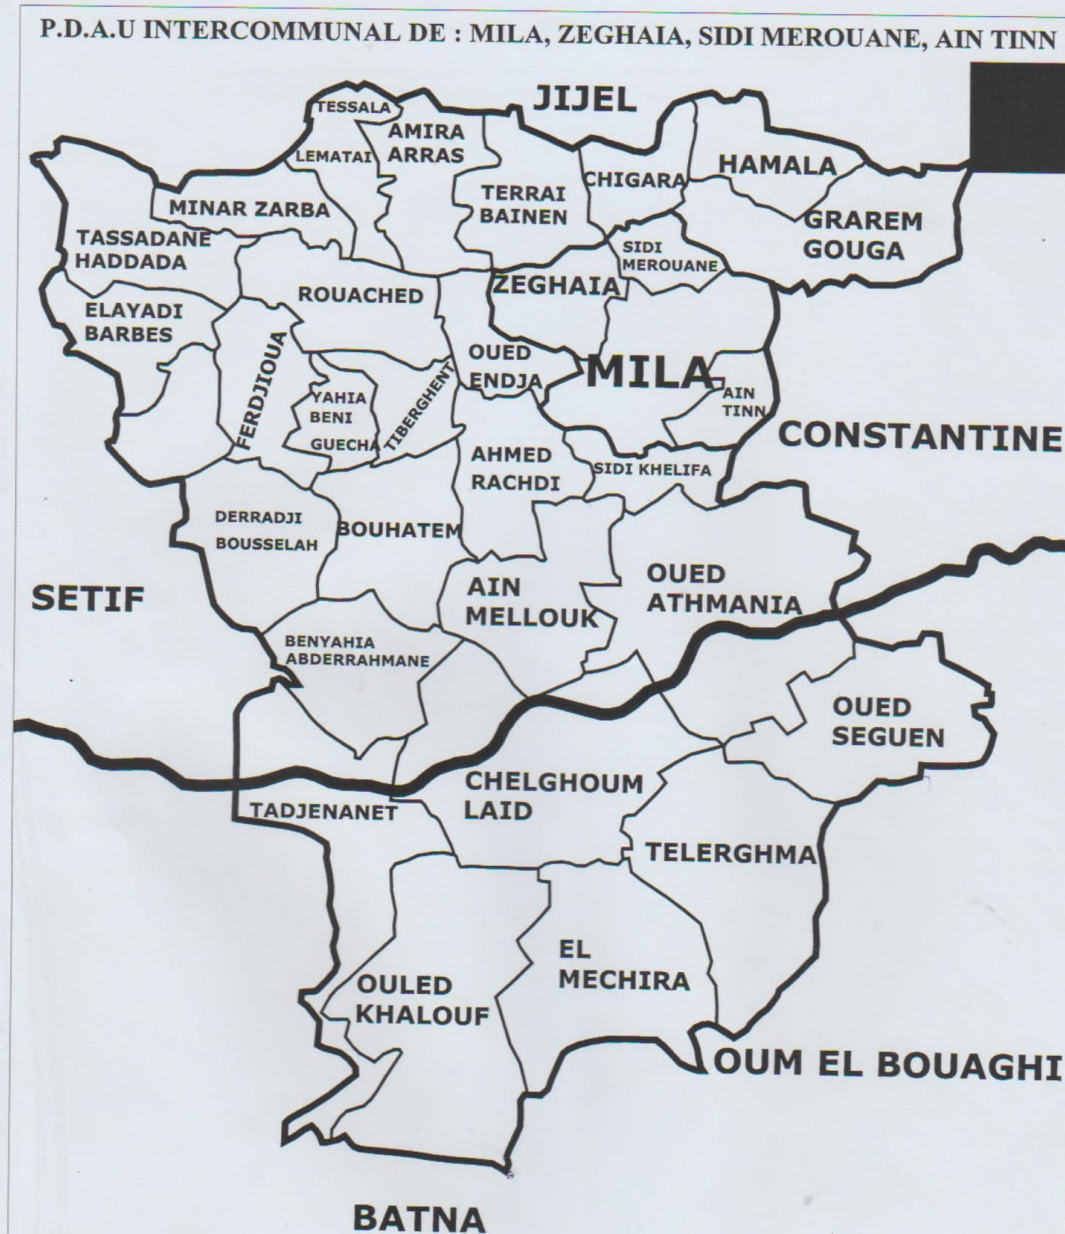 P.D.A.U INTERCOMMUNAL DE : MILA, ZEGHAIA, SIDI MEROUANE, AIN TINN
JIJEL
TESSALA
AMIRA
ARRAS
LEMATAI
HAMALA
CHIGARA
TERRAI
BAINEN
MINAR ZARBA
GRAREM
GOUGA
TASSADANE
HADDADA
SIDI
MEROUANE
ZEGHAIA
ROUACHED
ELAYADI
BARBES
OUED
ENDJA
MILA
FERDJIOUA
YAHIA
BENI
GUECHA
TIBERGHENT
AIN
TINN
CONSTANTINE
AHMED
RACHDI
SIDI KHELIFA
DERRADJI
BOUSSELAH
BOUHATEM
SETIF
AIN
MELLOUK
OUED
ATHMANIA
BENYAHIA
ABDERRAHMANE
OUED
SEGUEN
CHELGHOUM
LAID
TADJENANET
TELERGHMA
EL
MECHIRA
OULED
KHALOUF
OUM EL BOUAGHI
BATNA